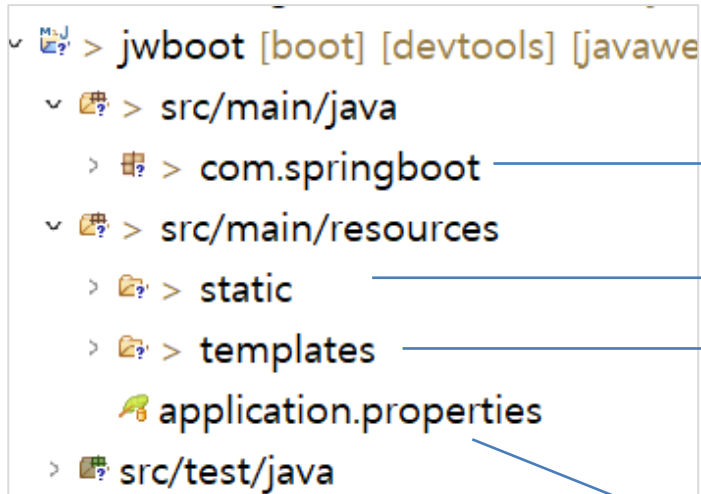 > jwboot [boot] [devtools] [javawe
> src/main/java
> com.springboot
> src/main/resources
> static
> templates
application.properties
src/test/java